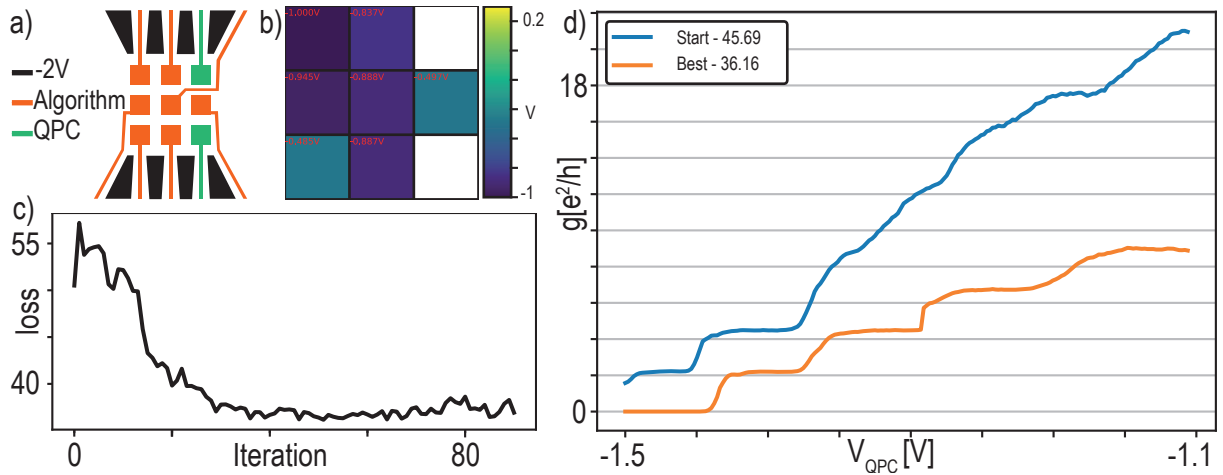 a)
-2V
Algorithm
QPC
b)
-1.000V
-0.837V
-0.945V
-0.888V
-0.887V
0.2
V
-1
c)
55
40
loss
0
Iteration
80
d)
Start - 45.69
Best - 36.16
18
0
g[e²/h]
-1.5
V_QPC [V]
-1.1